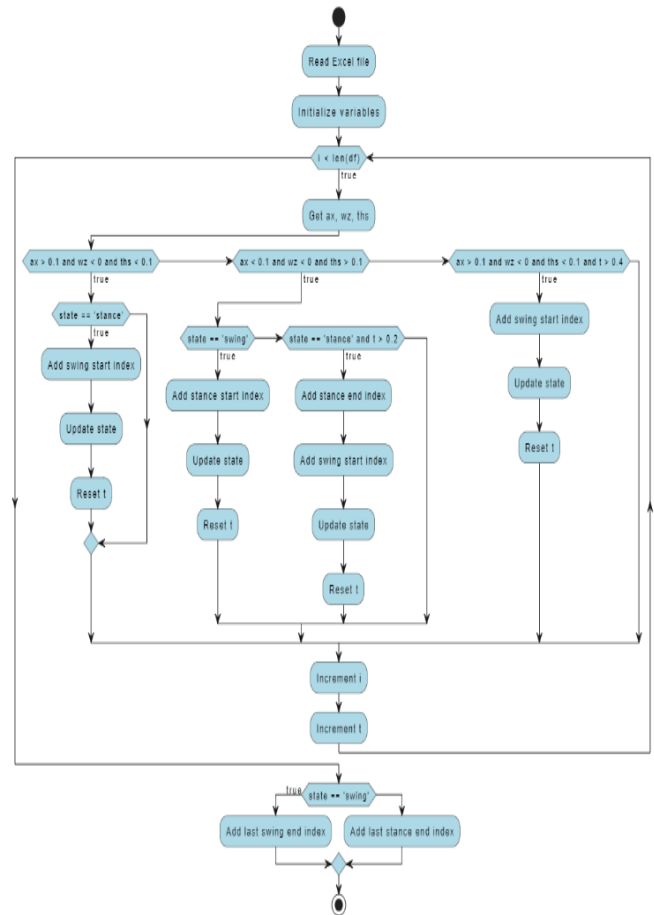 Read Excel file
Initialize variables
i < len(df)
true
Get ax, wz, ths
ax > 0.1 and wz < 0 and ths < 0.1
ax < 0.1 and wz < 0 and ths > 0.1
ax > 0.1 and wz < 0 and ths < 0.1 and t > 0.4
true
true
true
state == 'stance'
true
Add swing start index
Update state
Reset t
state == 'swing'
state == 'stance' and t > 0.2
true
true
Add stance start index
Update state
Reset t
Add stance end index
Add swing start index
Update state
Reset t
Add swing start index
Update state
Reset t
Increment i
Increment t
true
state == 'swing'
Add last swing end index
Add last stance end index